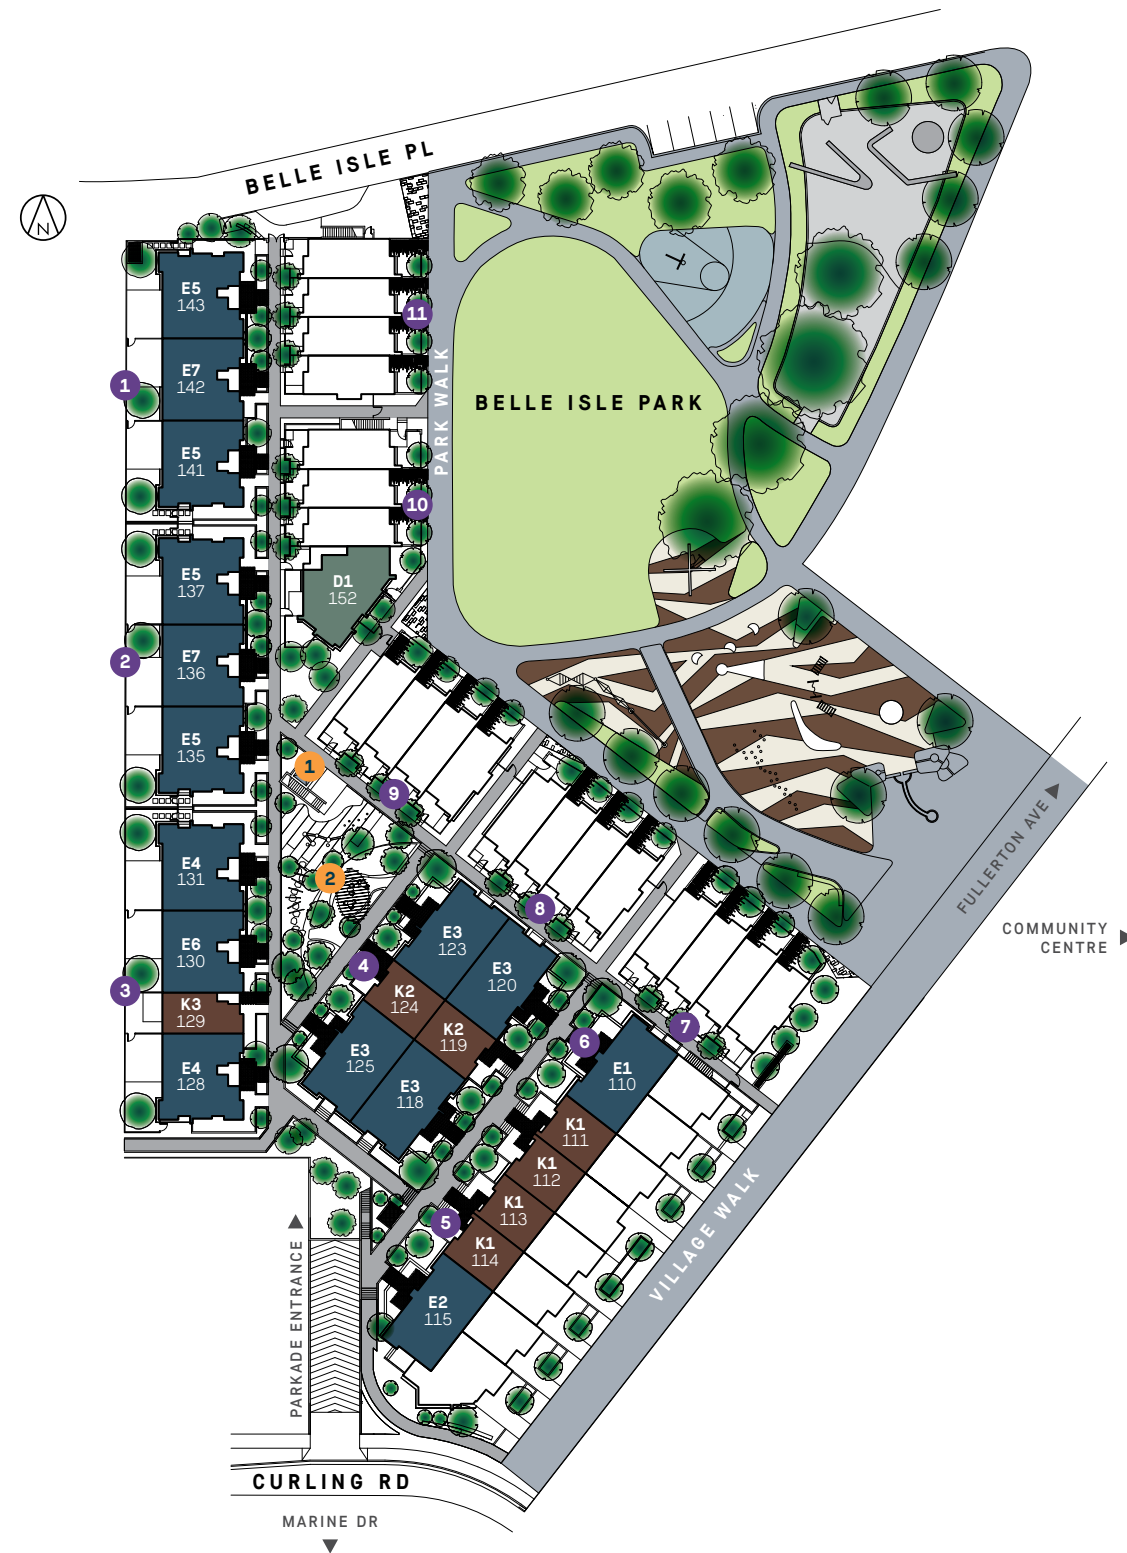 BELLE ISLE PL
N
E5
143
11
1
E7
142
PARK WALK
BELLE ISLE PARK
E5
141
10
E5
137
D1
152
2
E7
136
E5
135
1
9
FULLERTON AVE
E4
131
2
8
COMMUNITY
CENTRE
E3
123
E6
130
4
E3
120
3
K3
129
K2
124
K2
119
7
6
E4
128
E3
125
E3
118
E1
110
K1
111
K1
112
K1
113
5
K1
114
VILLAGE WALK
E2
115
PARKADE ENTRANCE
CURLING RD
MARINE DR